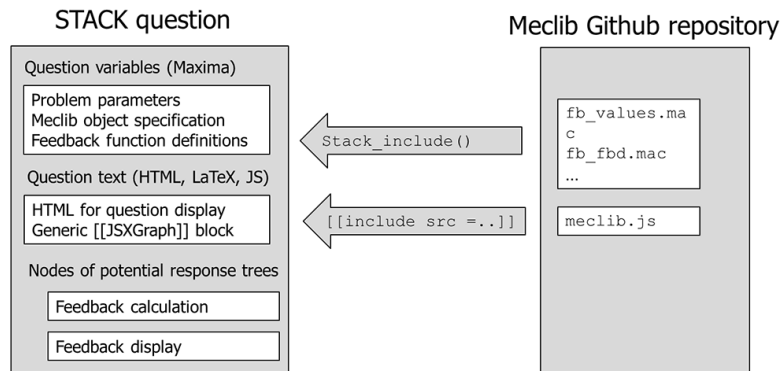 STACK question
Question variables (Maxima)
Problem parameters
Meclib object specification
Feedback function definitions
Question text (HTML, LaTeX, JS)
HTML for question display
Generic [[JSXGraph]] block
Nodes of potential response trees
Feedback calculation
Feedback display
Stack_include()
[[include src =..]]
Meclib Github repository
fb_values.ma
c
fb_fbd.mac
…
meclib.js